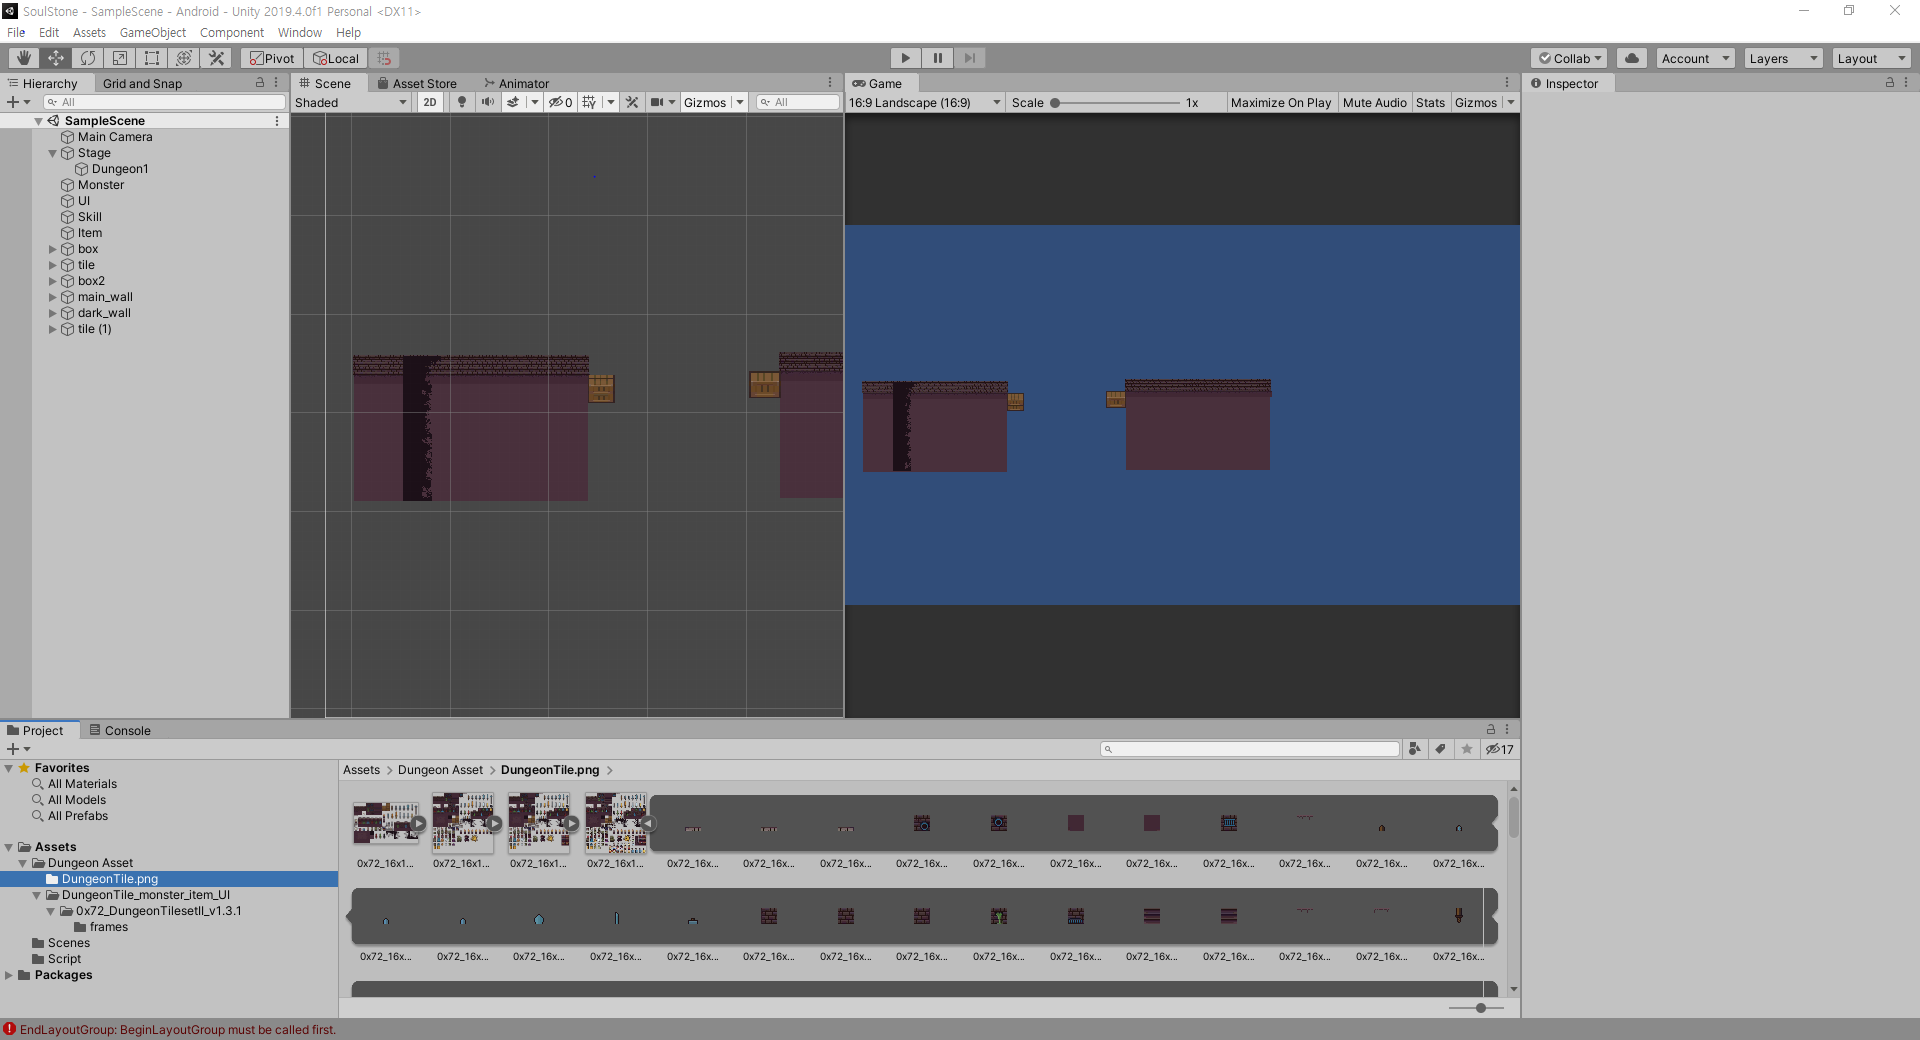 SoulStone - SampleScene - Android - Unity 2019.4.0f1 Personal <DX11>
File Edit Assets GameObject Component Window Help
Pivot Local Collab Account Layers Layout
Hierarchy Grid and Snap Scene Asset Store Animator Game Inspector
All Shaded 2D 0 Gizmos All 16:9 Landscape (16:9) Scale 1x Maximize On Play Mute Audio Stats Gizmos
SampleScene
Main Camera
Stage
Dungeon1
Monster
UI
Skill
Item
box
tile
box2
main_wall
dark_wall
tile (1)
Project Console
17
Favorites
All Materials
All Models
All Prefabs
Assets
Dungeon Asset
DungeonTile.png
DungeonTile_monster_item_UI
0x72_DungeonTilesetII_v1.3.1
frames
Scenes
Script
Packages
Assets > Dungeon Asset > DungeonTile.png >
0x72_16x1... 0x72_16x1... 0x72_16x1... 0x72_16x1... 0x72_16x... 0x72_16x... 0x72_16x... 0x72_16x... 0x72_16x... 0x72_16x... 0x72_16x... 0x72_16x... 0x72_16x... 0x72_16x... 0x72_16x...
0x72_16x... 0x72_16x... 0x72_16x... 0x72_16x... 0x72_16x... 0x72_16x... 0x72_16x... 0x72_16x... 0x72_16x... 0x72_16x... 0x72_16x... 0x72_16x... 0x72_16x... 0x72_16x... 0x72_16x...
EndLayoutGroup: BeginLayoutGroup must be called first.